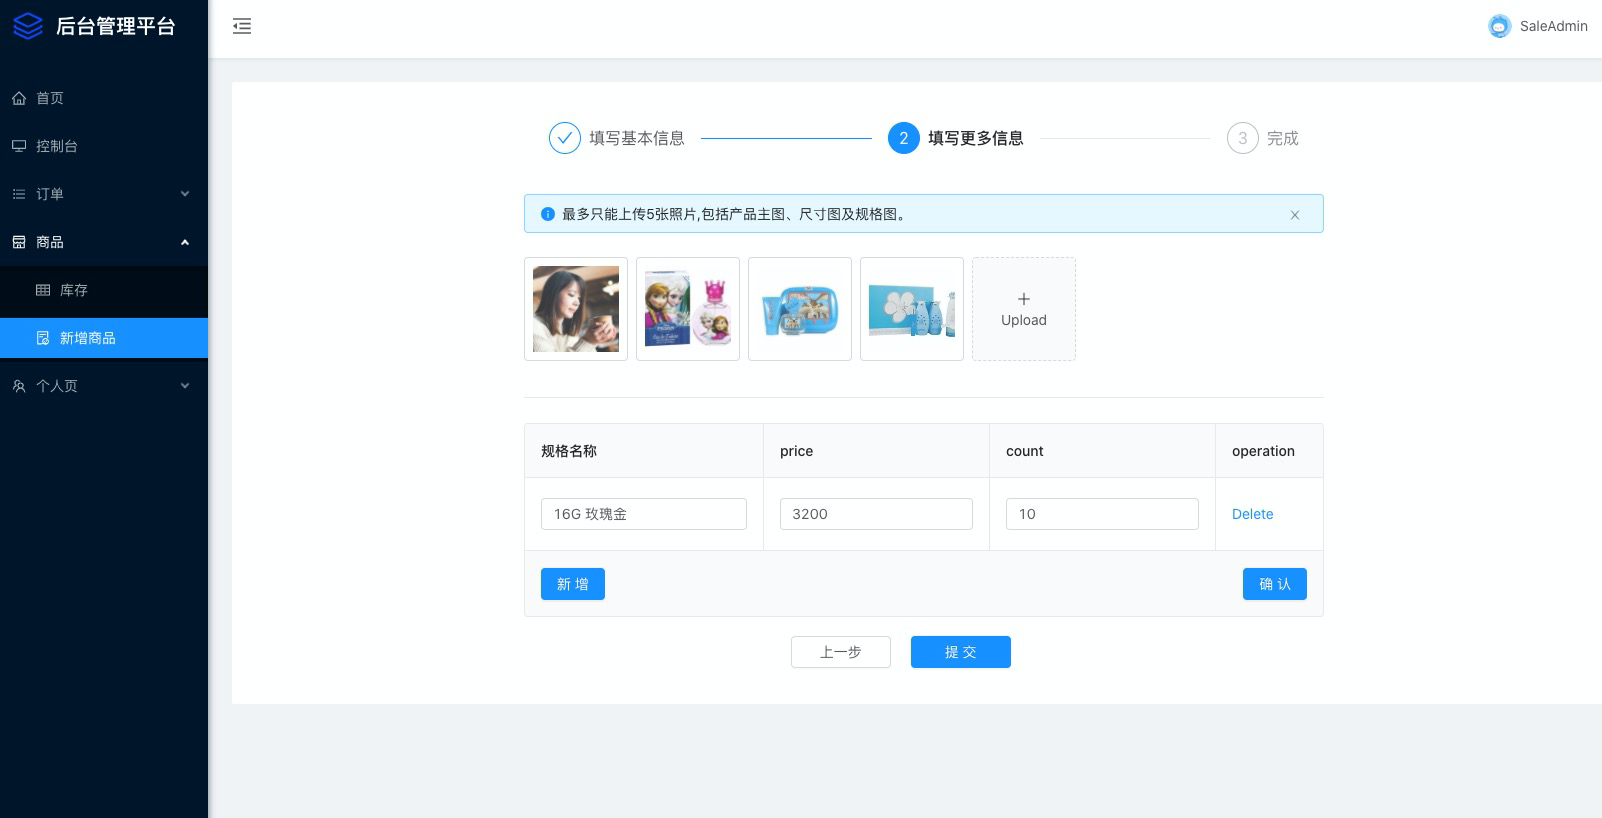 后台管理平台
SaleAdmin
首页
控制台
订单
商品
库存
新增商品
个人页
填写基本信息
2 填写更多信息
3 完成
最多只能上传5张照片,包括产品主图、尺寸图及规格图。
Upload
规格名称 price count operation
16G 玫瑰金 3200 10 Delete
新 增 确 认
上一步 提 交